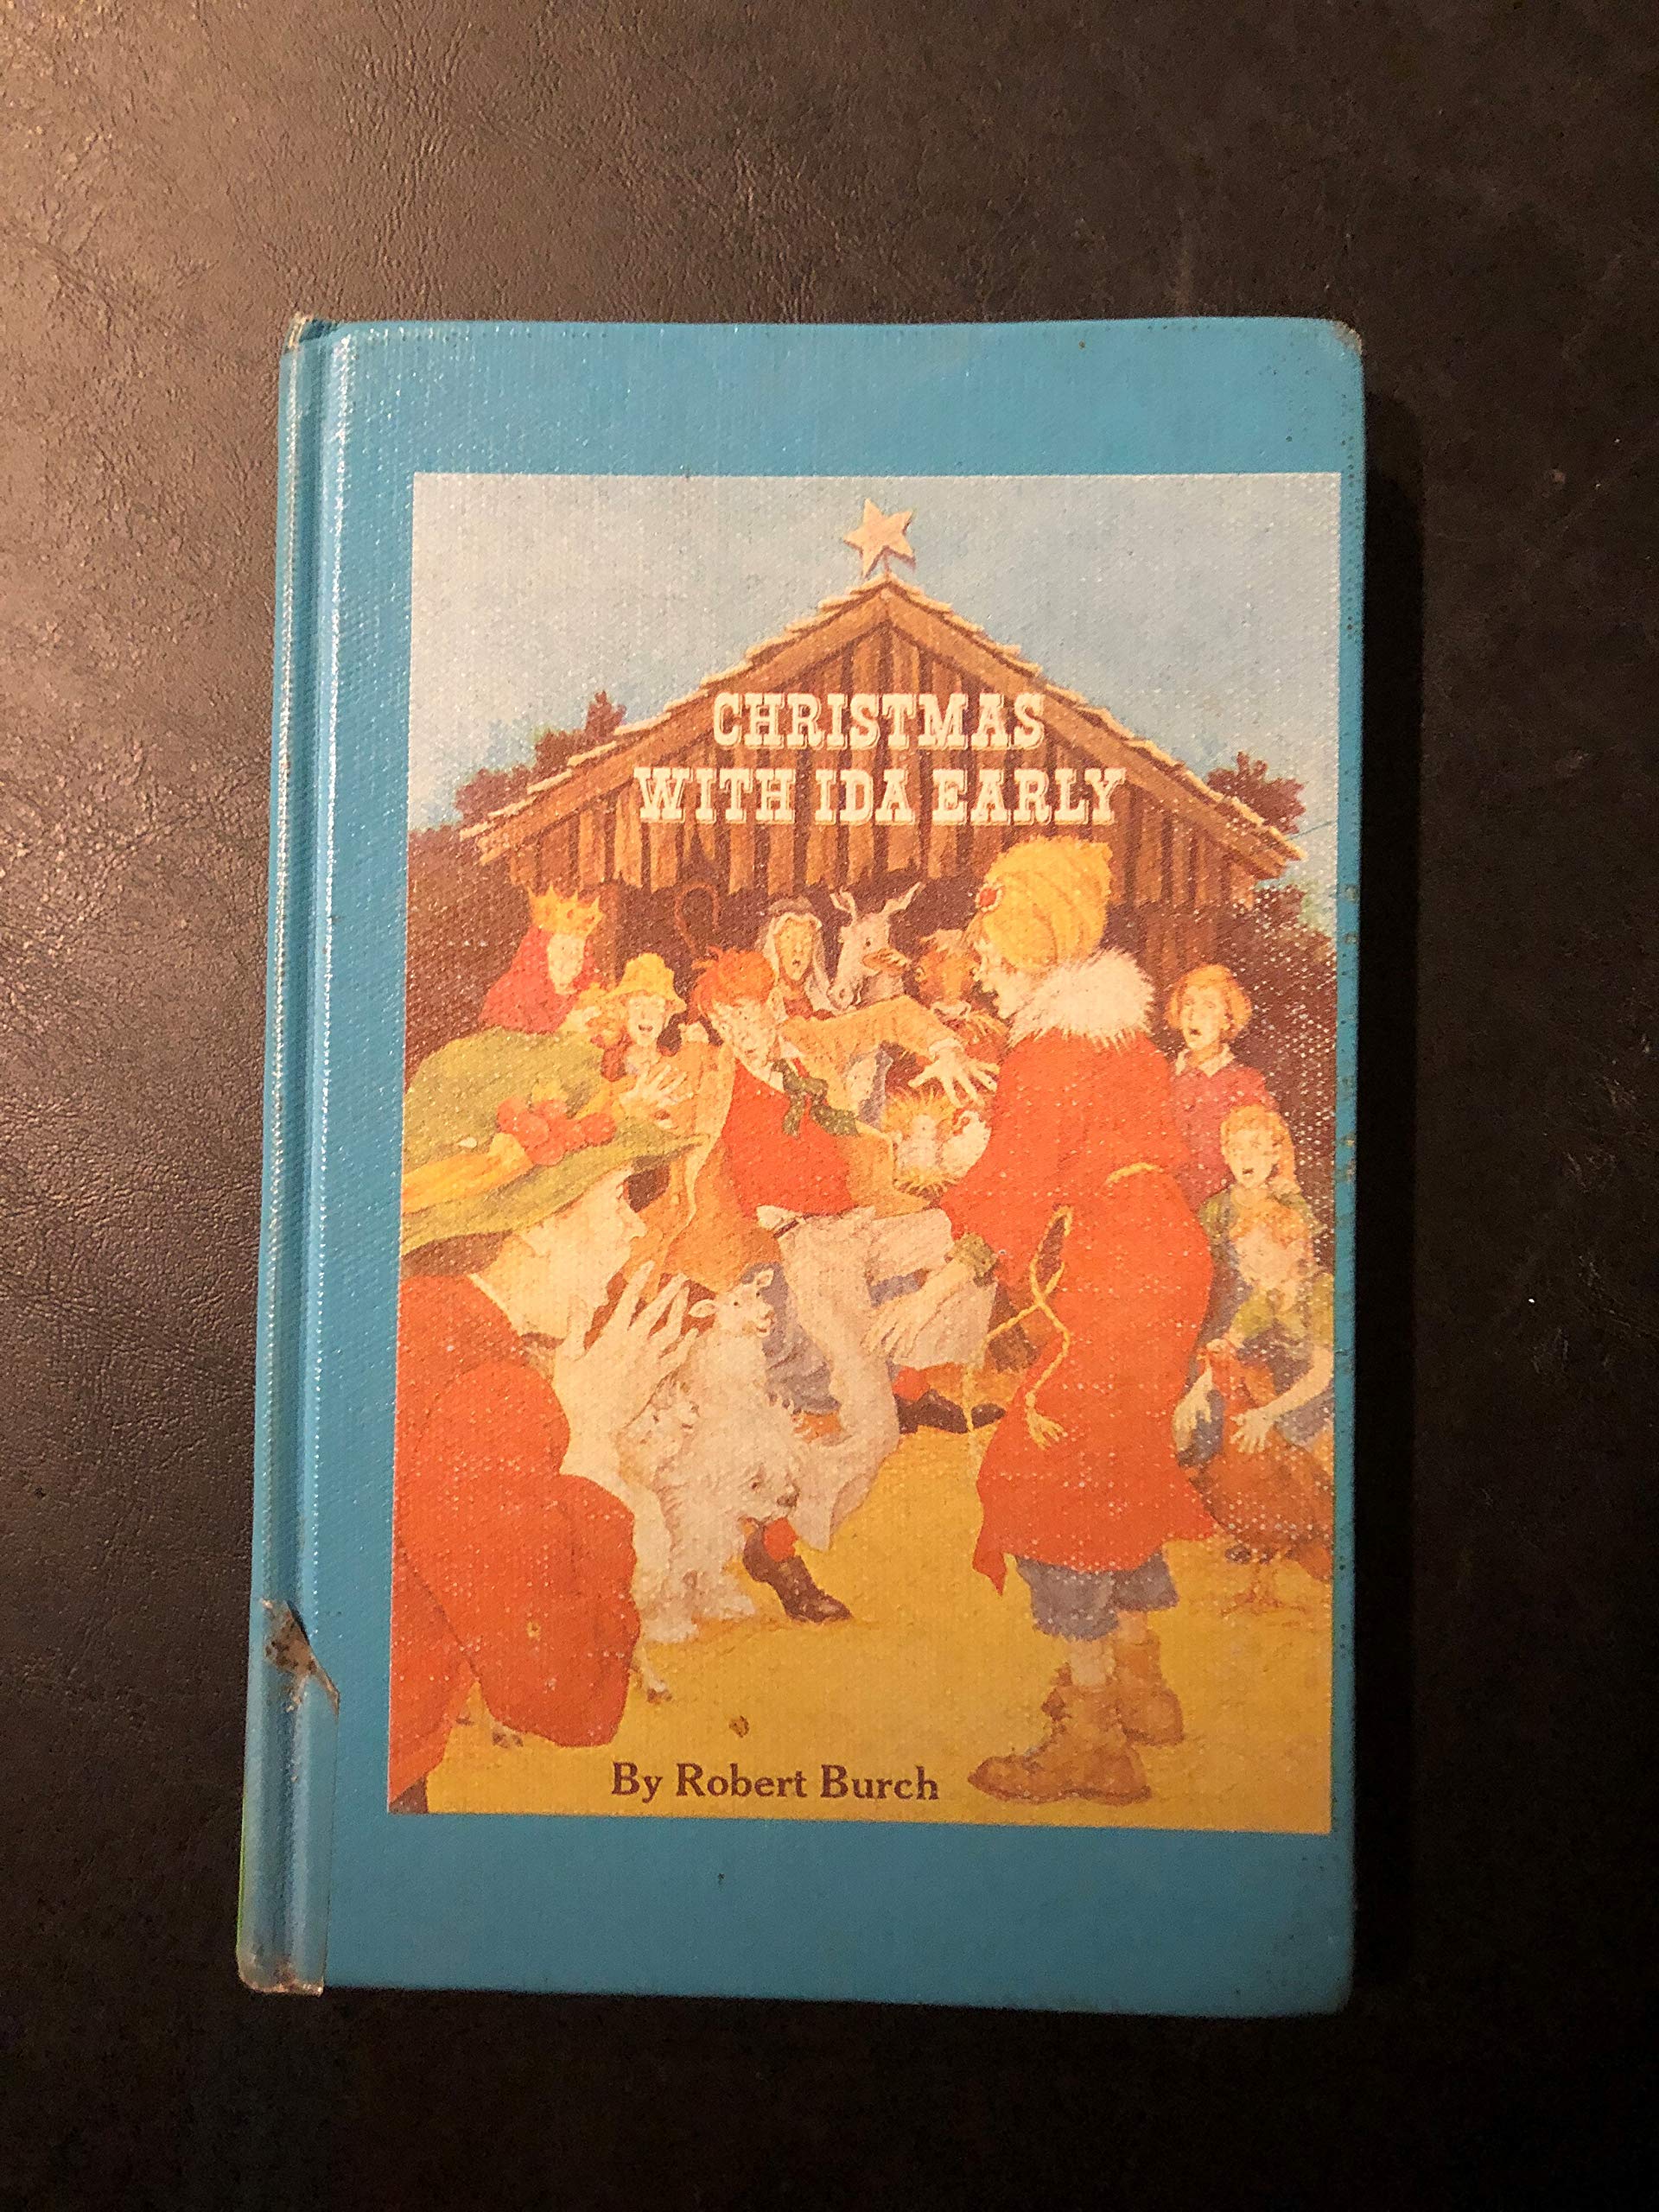 CHRISTMAS
WITH IDA EARLY
By Robert Burch